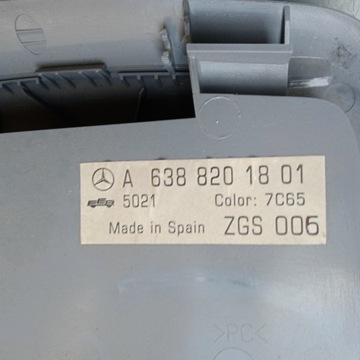 A 638 820 18 01
5021 Color: 7C65
Made in Spain ZGS 006
>PC<